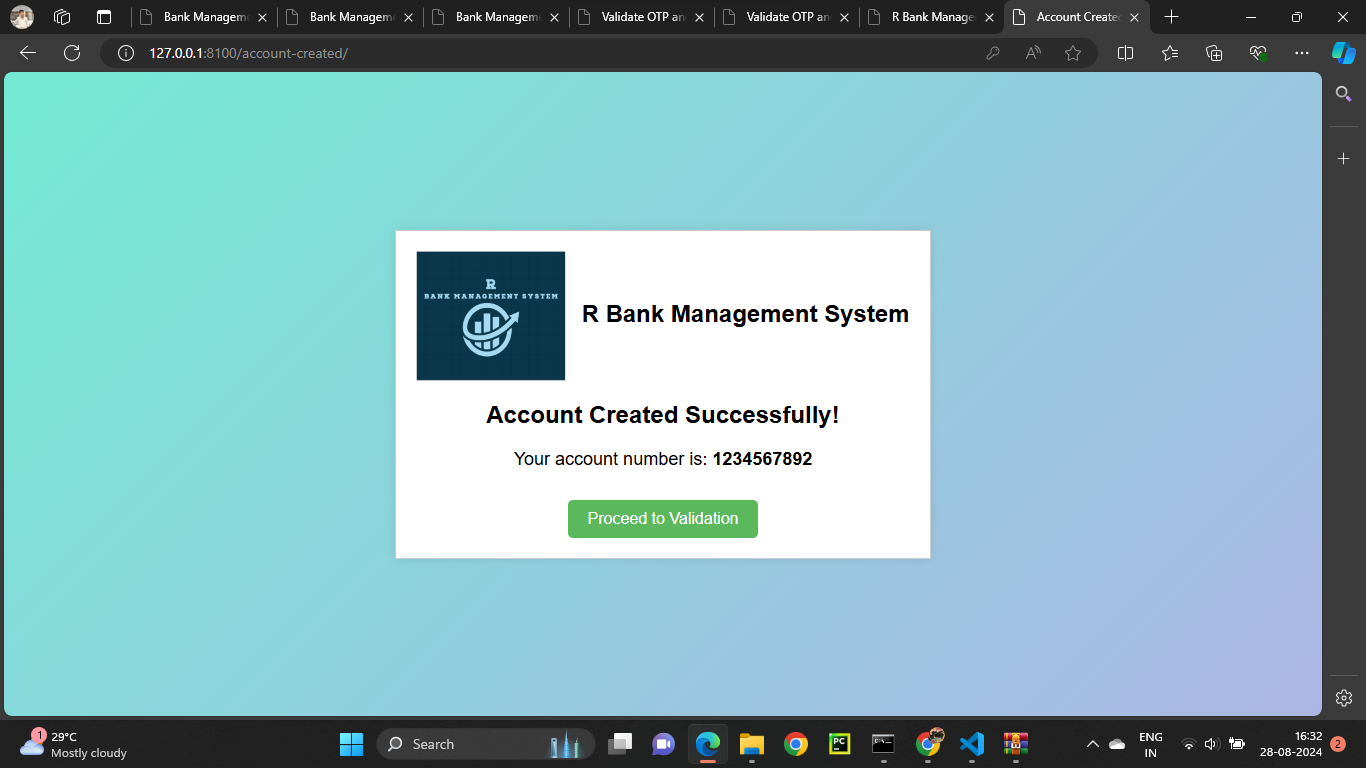 Bank Managem
Bank Managem
Bank Managem
Validate OTP an
Validate OTP an
R Bank Manage
Account Create
127.0.0.1:8100/account-created/
R
BANK MANAGEMENT SYSTEM
R Bank Management System
Account Created Successfully!
Your account number is: 1234567892
Proceed to Validation
1
29°C
Mostly cloudy
Search
PC
ENG
IN
16:32
28-08-2024
2